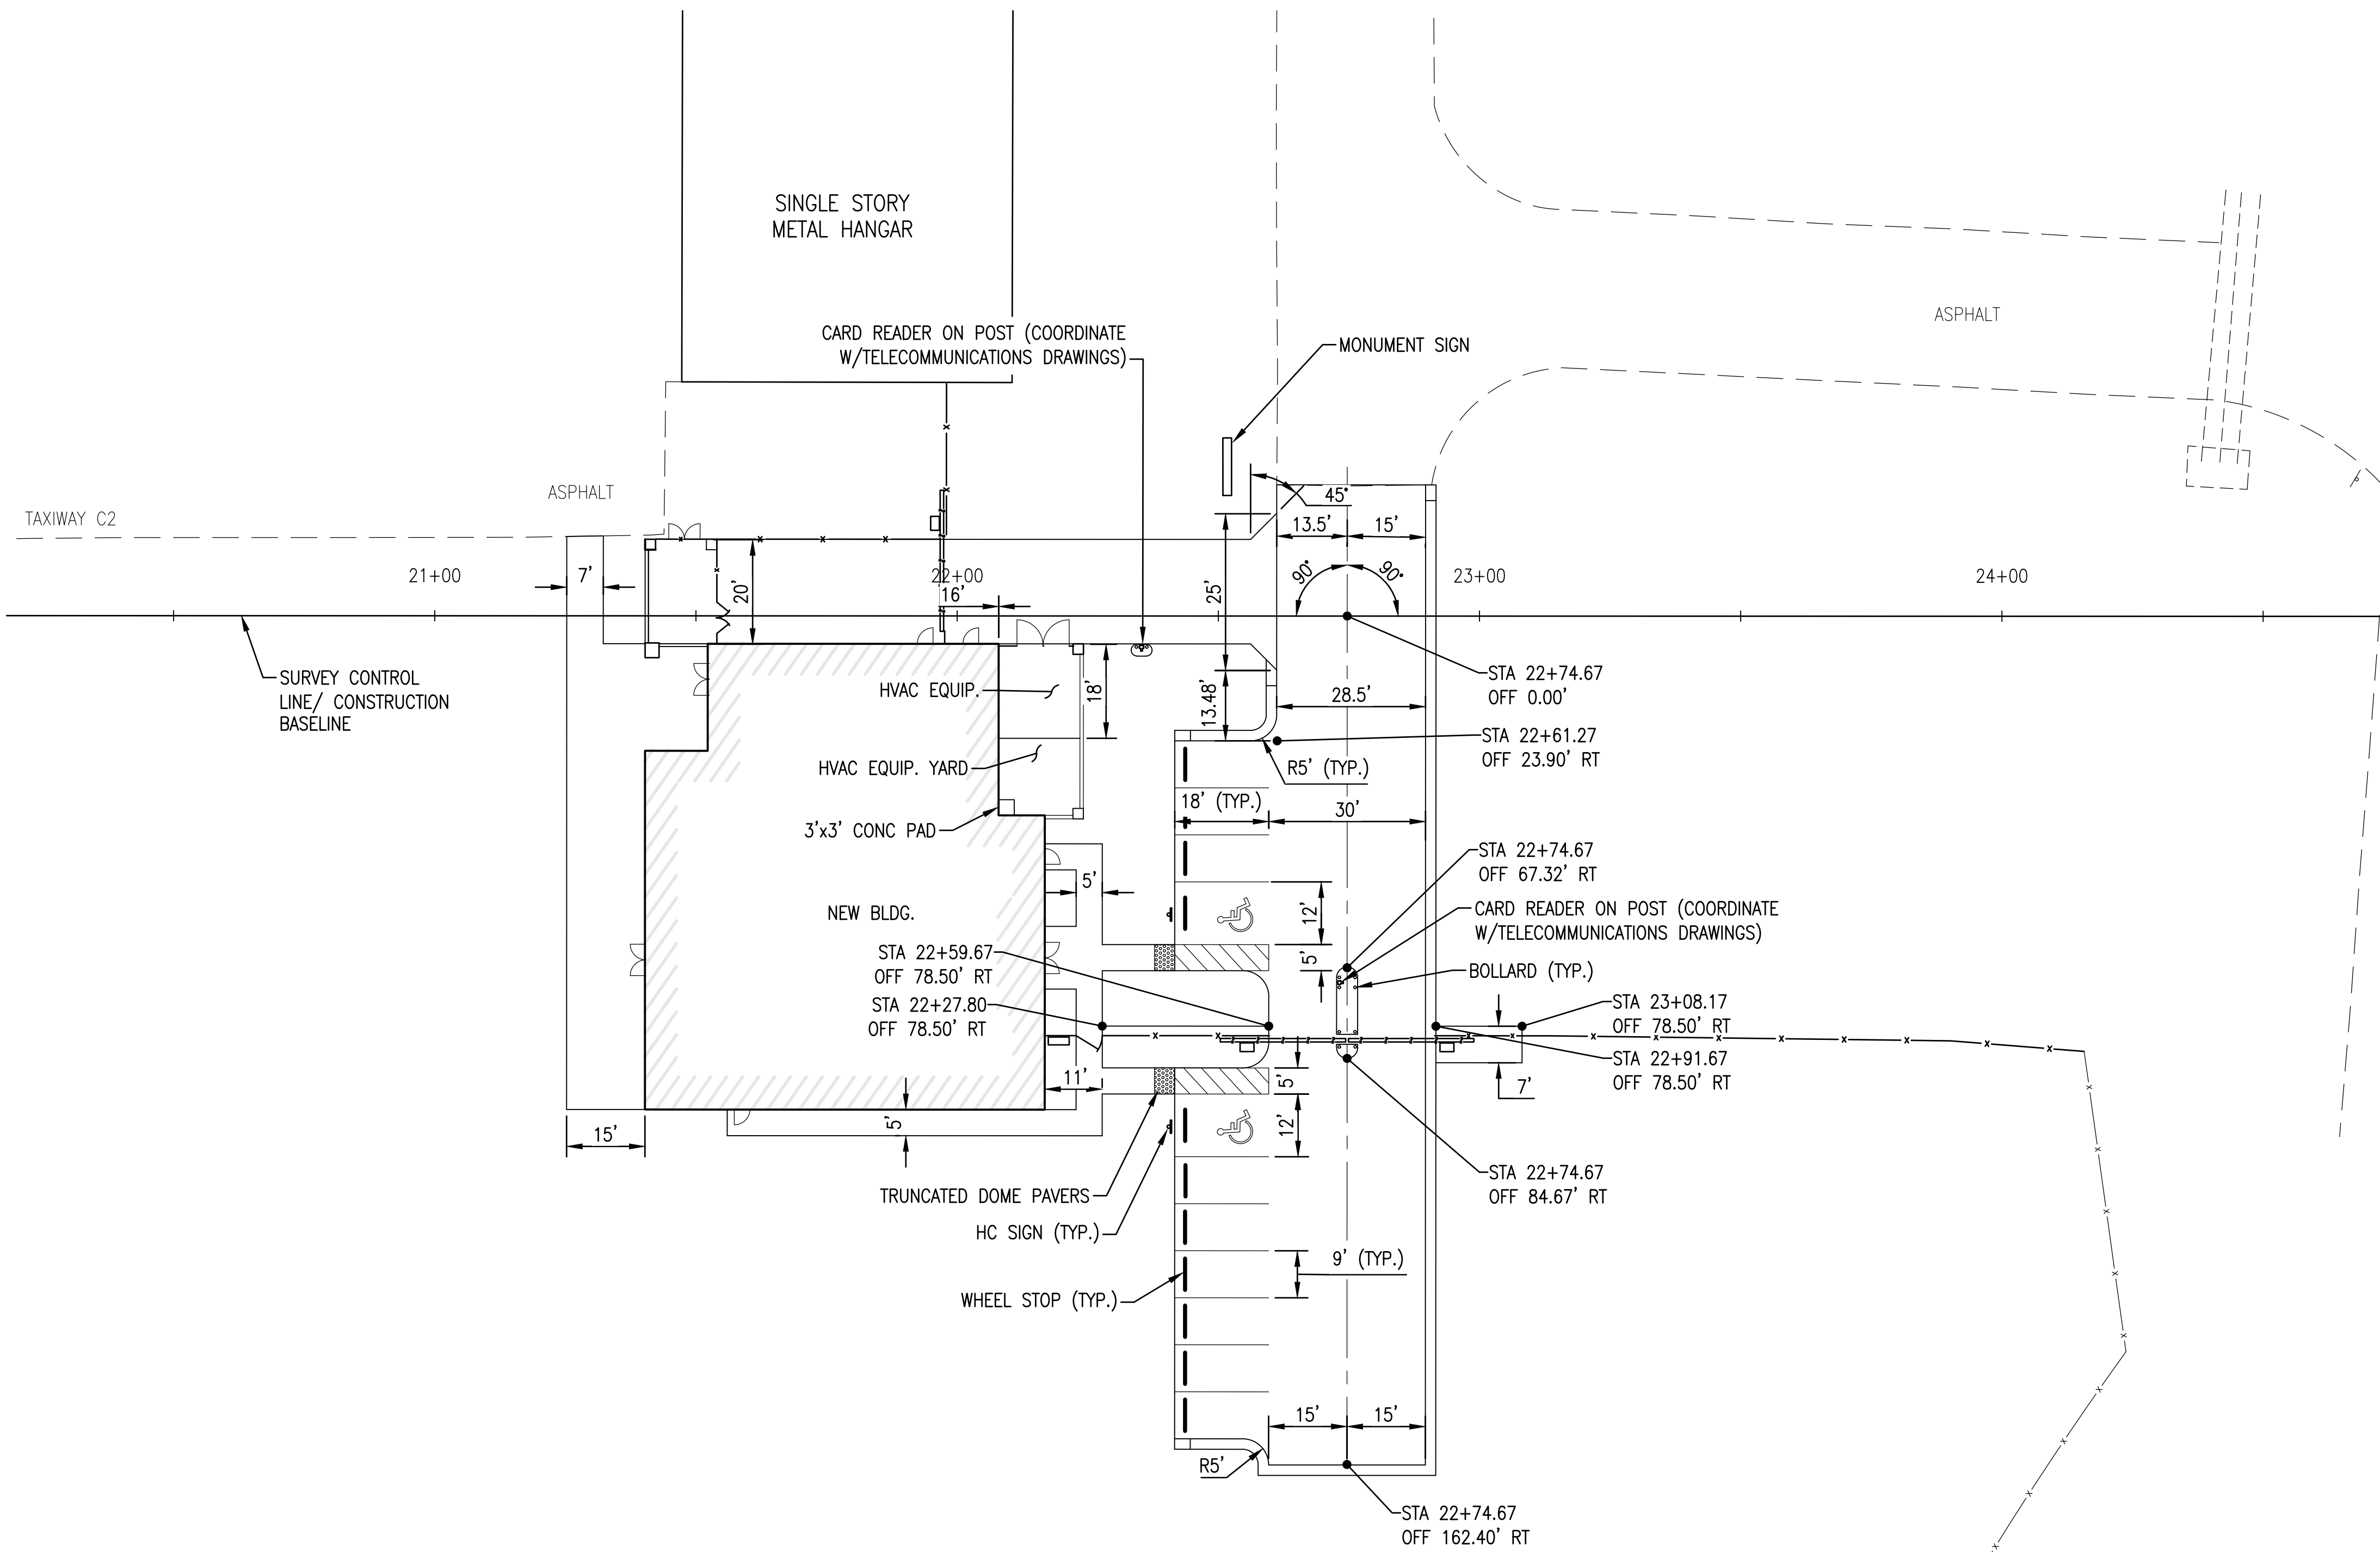 SINGLE STORY
METAL HANGAR
CARD READER ON POST (COORDINATE
W/TELECOMMUNICATIONS DRAWINGS)
MONUMENT SIGN
ASPHALT
ASPHALT
TAXIWAY C2
45°
13.5'
15'
7'
21+00
20'
22+00
16'
25'
90°
90°
23+00
24+00
SURVEY CONTROL
LINE/ CONSTRUCTION
BASELINE
HVAC EQUIP.
18'
13.48'
28.5'
STA 22+74.67
OFF 0.00'
STA 22+61.27
OFF 23.90' RT
HVAC EQUIP. YARD
R5' (TYP.)
18' (TYP.)
30'
3'x3' CONC PAD
STA 22+74.67
OFF 67.32' RT
5'
12'
NEW BLDG.
CARD READER ON POST (COORDINATE
W/TELECOMMUNICATIONS DRAWINGS)
STA 22+59.67
OFF 78.50' RT
5'
BOLLARD (TYP.)
STA 22+27.80
OFF 78.50' RT
STA 23+08.17
OFF 78.50' RT
STA 22+91.67
OFF 78.50' RT
11'
5'
7'
15'
5'
12'
STA 22+74.67
OFF 84.67' RT
TRUNCATED DOME PAVERS
HC SIGN (TYP.)
9' (TYP.)
WHEEL STOP (TYP.)
15'
15'
R5'
STA 22+74.67
OFF 162.40' RT